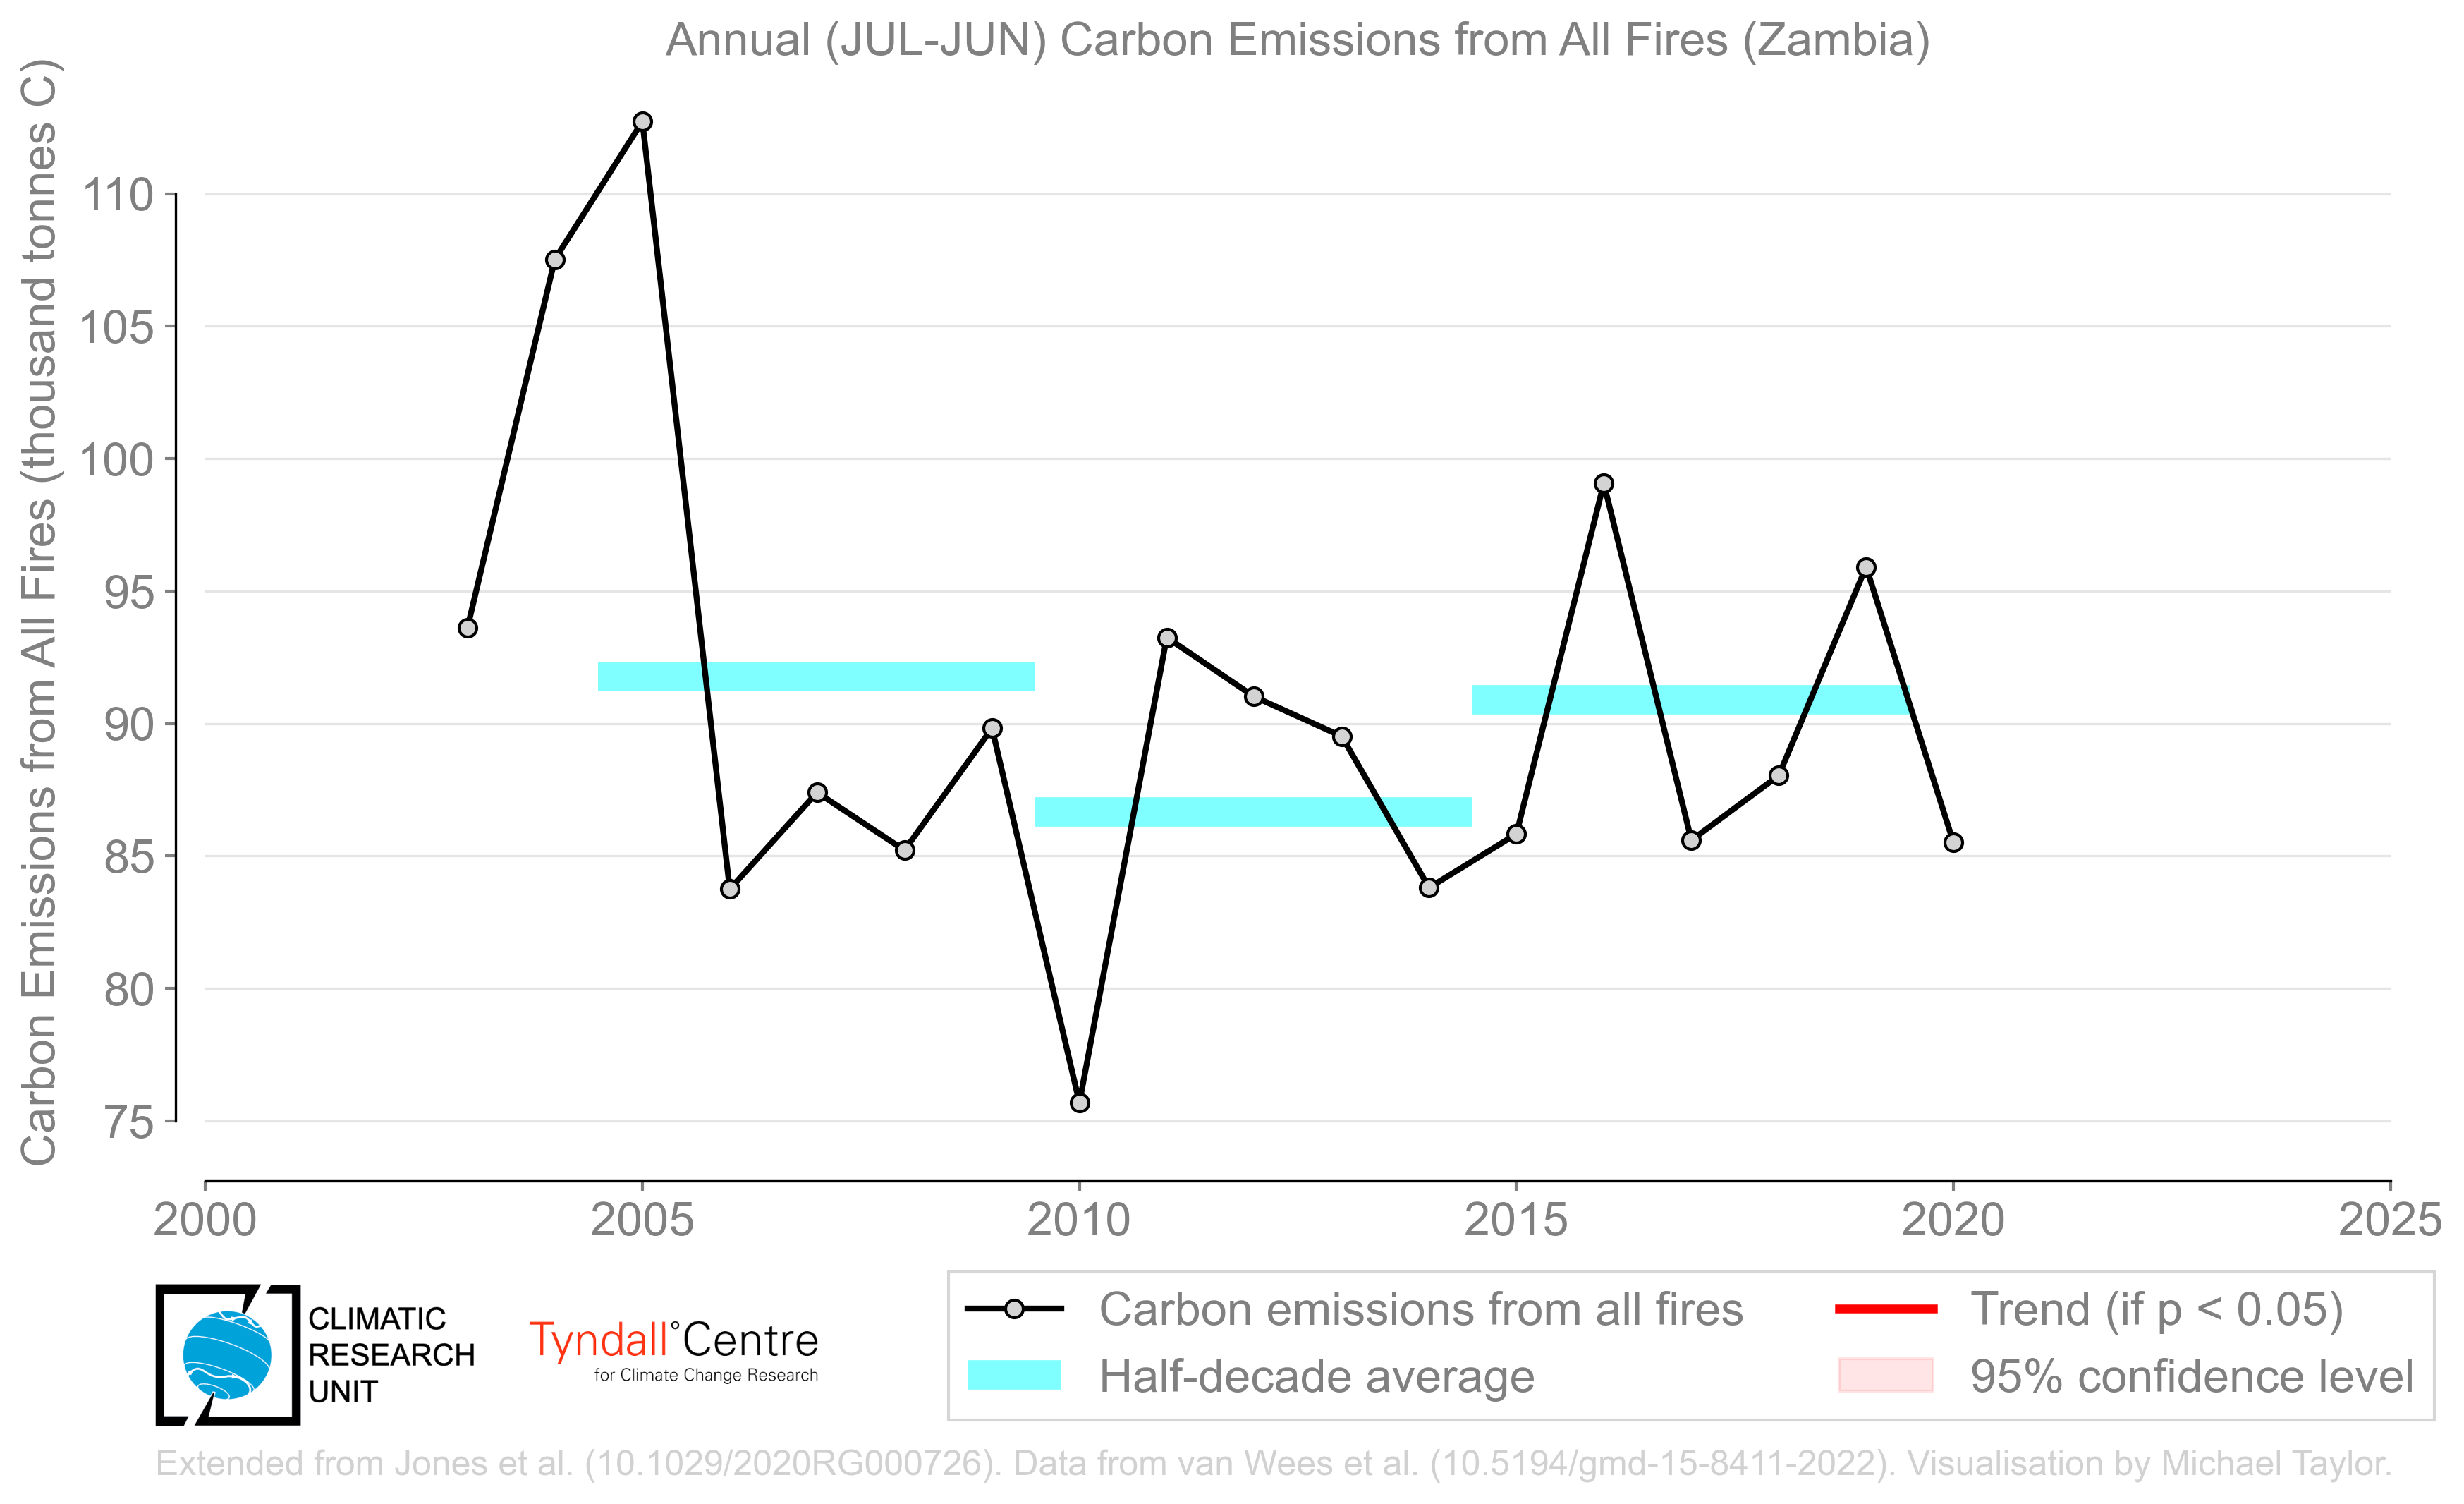 Annual (JUL-JUN) Carbon Emissions from All Fires (Zambia)
Carbon Emissions from All Fires (thousand tonnes C)
110
105
100
95
90
85
80
75
2000
2005
2010
2015
2020
2025
CLIMATIC
RESEARCH
UNIT
Tyndall°Centre
for Climate Change Research
Carbon emissions from all fires
Half-decade average
Trend (if p < 0.05)
95% confidence level
Extended from Jones et al. (10.1029/2020RG000726). Data from van Wees et al. (10.5194/gmd-15-8411-2022). Visualisation by Michael Taylor.